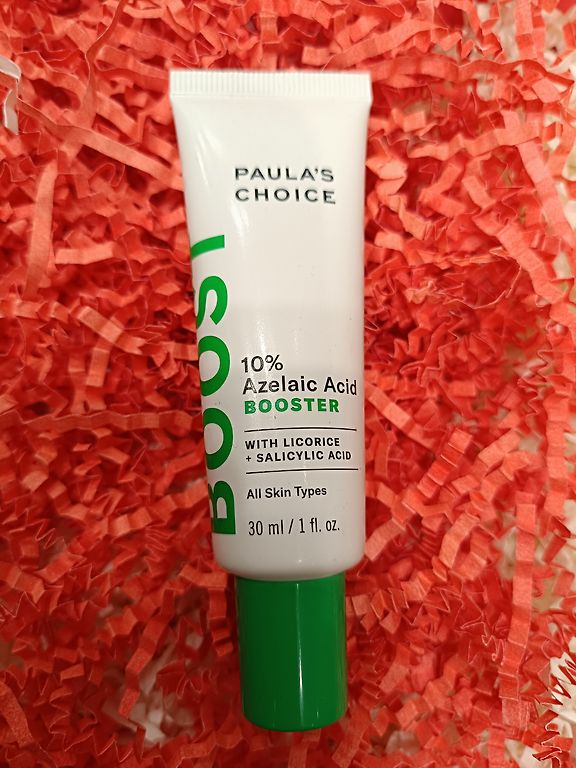 PAULA'S
CHOICE
BOOST
10%
Azelaic Acid
BOOSTER
WITH LICORICE
+ SALICYLIC ACID
All Skin Types
30 ml / 1 fl. oz.